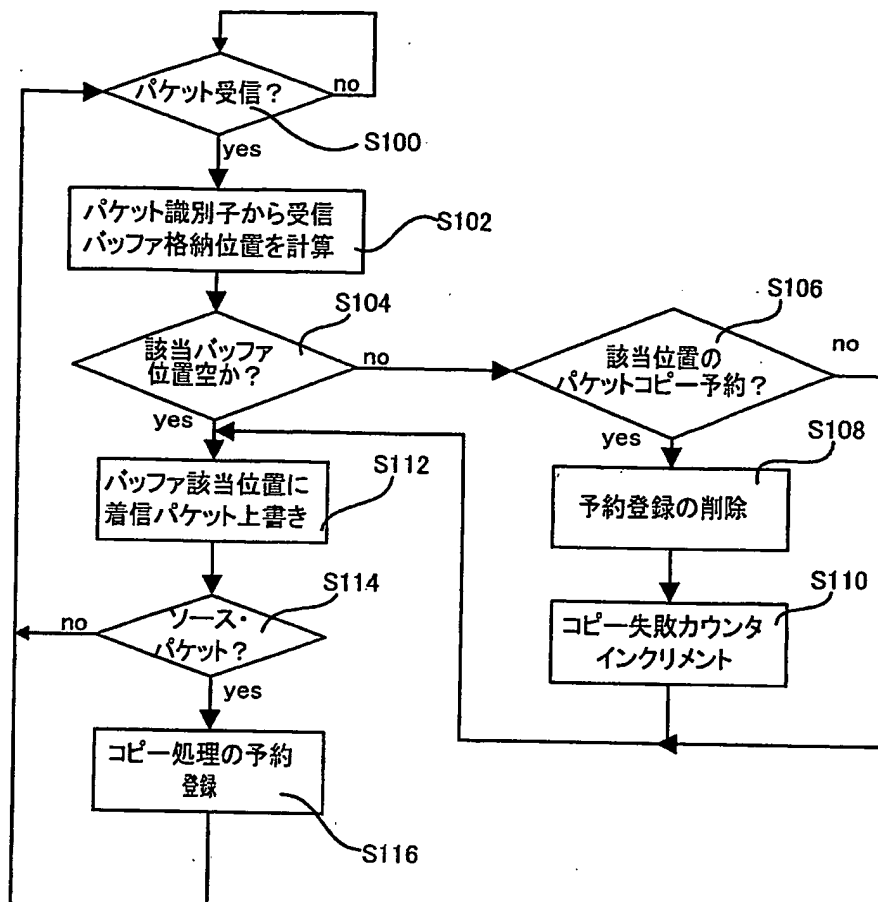 パケット受信？
no
S100
yes
パケット識別子から受信
バッファ格納位置を計算
S102
S104
該当バッファ
位置空か？
no
yes
S106
該当位置の
パケットコピー予約？
no
yes
S108
予約登録の削除
S110
コピー失敗カウンタ
インクリメント
S112
バッファ該当位置に
着信パケット上書き
S114
ソース・
パケット？
no
yes
コピー処理の予約
登録
S116